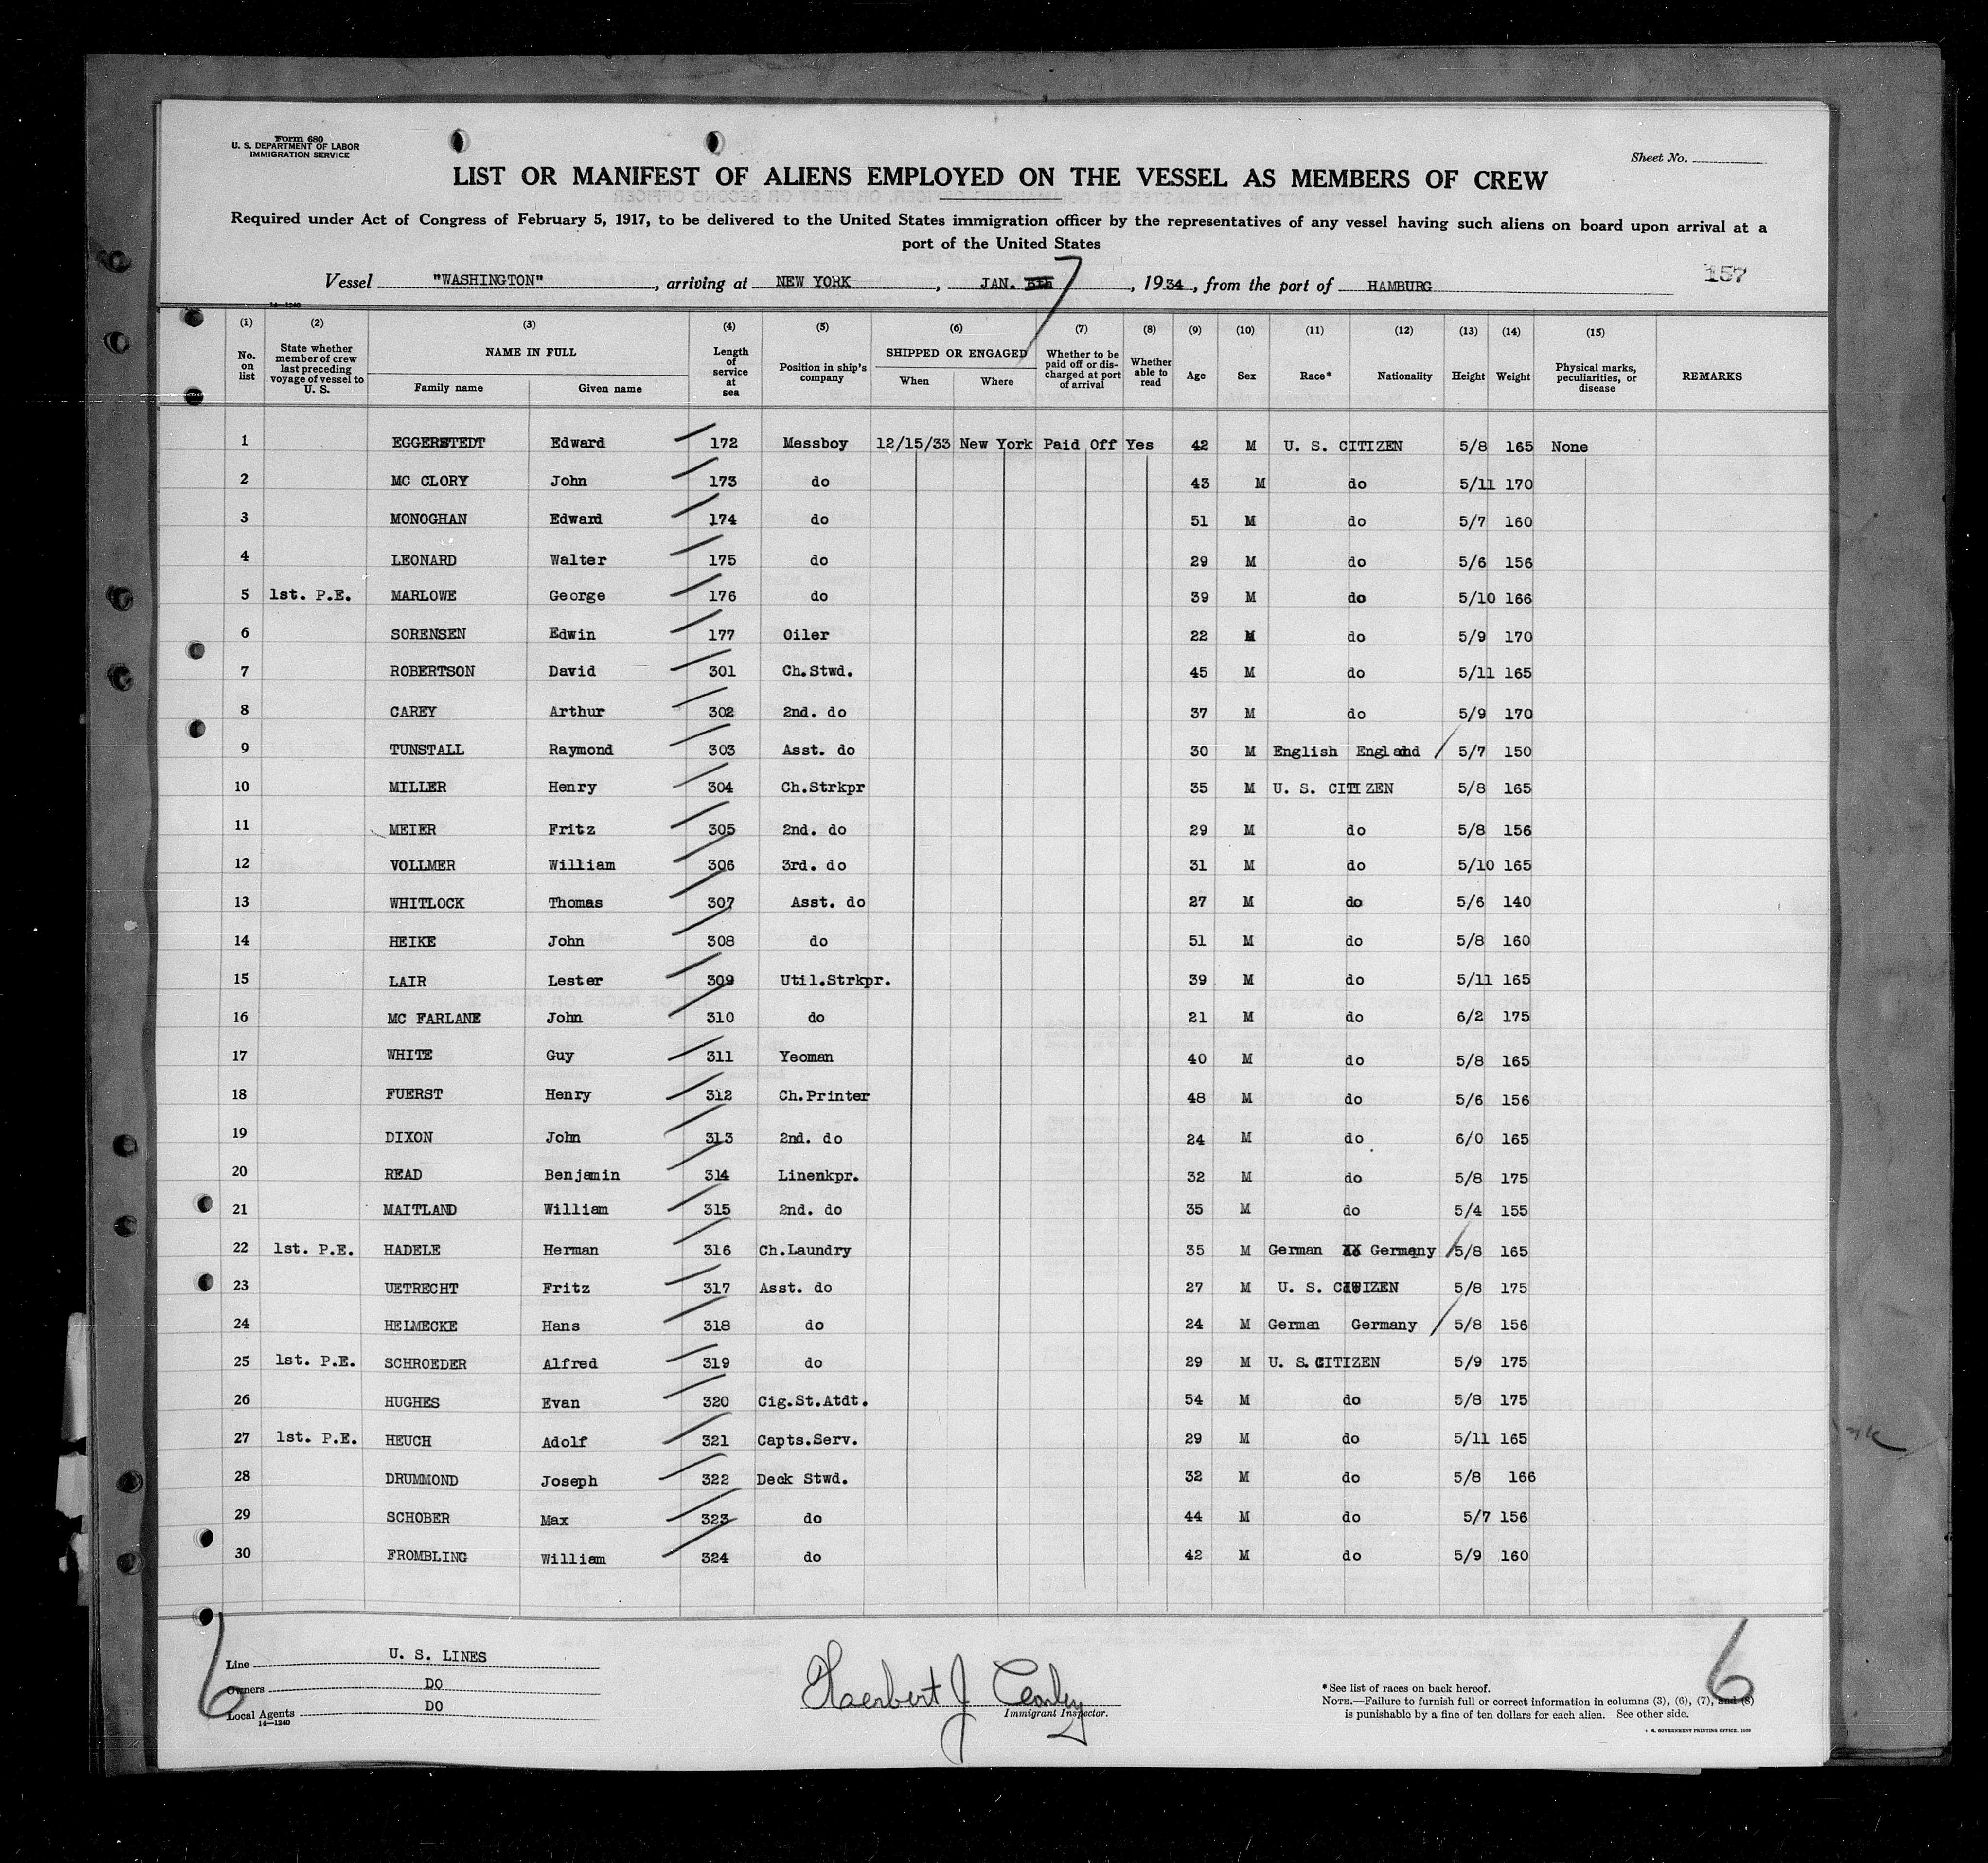 Form 680
U. S. DEPARTMENT OF LABOR
IMMIGRATION SERVICE
Sheet No.
LIST OR MANIFEST OF ALIENS EMPLOYED ON THE VESSEL AS MEMBERS OF CREW
Required under Act of Congress of February 5, 1917, to be delivered to the United States immigration officer by the representatives of any vessel having such aliens on board upon arrival at a
port of the United States
Vessel "WASHINGTON", arriving at NEW YORK, JAN. 5th 7, 1934, from the port of HAMBURG 157
14—1240
(1) (2) (3) (4) (5) (6) (7) (8) (9) (10) (11) (12) (13) (14) (15)
No. on list State whether member of crew last preceding voyage of vessel to U. S. NAME IN FULL Family name Given name Length of service at sea Position in ship's company SHIPPED OR ENGAGED When Where Whether to be paid off or discharged at port of arrival Whether able to read Age Sex Race* Nationality Height Weight Physical marks, peculiarities, or disease REMARKS
1 EGGERSTEDT Edward 172 Messboy 12/15/33 New York Paid Off Yes 42 M U. S. CITIZEN 5/8 165 None
2 MC CLORY John 173 do 43 M do 5/11 170
3 MONOGHAN Edward 174 do 51 M do 5/7 160
4 LEONARD Walter 175 do 29 M do 5/6 156
5 1st. P.E. MARLOWE George 176 do 39 M do 5/10 166
6 SORENSEN Edwin 177 Oiler 22 M do 5/9 170
7 ROBERTSON David 301 Ch.Stwd. 45 M do 5/11 165
8 CAREY Arthur 302 2nd. do 37 M do 5/9 170
9 TUNSTALL Raymond 303 Asst. do 30 M English England 5/7 150
10 MILLER Henry 304 Ch.Strkpr 35 M U. S. CITIZEN 5/8 165
11 MEIER Fritz 305 2nd. do 29 M do 5/8 156
12 VOLLMER William 306 3rd. do 31 M do 5/10 165
13 WHITLOCK Thomas 307 Asst. do 27 M do 5/6 140
14 HEIKE John 308 do 51 M do 5/8 160
15 LAIR Lester 309 Util.Strkpr. 39 M do 5/11 165
16 MC FARLANE John 310 do 21 M do 6/2 175
17 WHITE Guy 311 Yeoman 40 M do 5/8 165
18 FUERST Henry 312 Ch.Printer 48 M do 5/6 156
19 DIXON John 313 2nd. do 24 M do 6/0 165
20 READ Benjamin 314 Linenkpr. 32 M do 5/8 175
21 MAITLAND William 315 2nd. do 35 M do 5/4 155
22 1st. P.E. HADELE Herman 316 Ch.Laundry 35 M German Germany 5/8 165
23 UETRECHT Fritz 317 Asst. do 27 M U. S. CITIZEN 5/8 175
24 HELMECKE Hans 318 do 24 M German Germany 5/8 156
25 1st. P.E. SCHROEDER Alfred 319 do 29 M U. S. CITIZEN 5/9 175
26 HUGHES Evan 320 Cig.St.Atdt. 54 M do 5/8 175
27 1st. P.E. HEUCH Adolf 321 Capts.Serv. 29 M do 5/11 165
28 DRUMMOND Joseph 322 Deck Stwd. 32 M do 5/8 166
29 SCHOBER Max 323 do 44 M do 5/7 156
30 FROMBLING William 324 do 42 M do 5/9 160
6 6
Line U. S. LINES
Owners DO
Local Agents DO
14—1240
Herbert J
Immigrant Inspector.
*See list of races on back hereof.
NOTE.—Failure to furnish full or correct information in columns (3), (6), (7), and (8)
is punishable by a fine of ten dollars for each alien. See other side.
GOVERNMENT PRINTING OFFICE